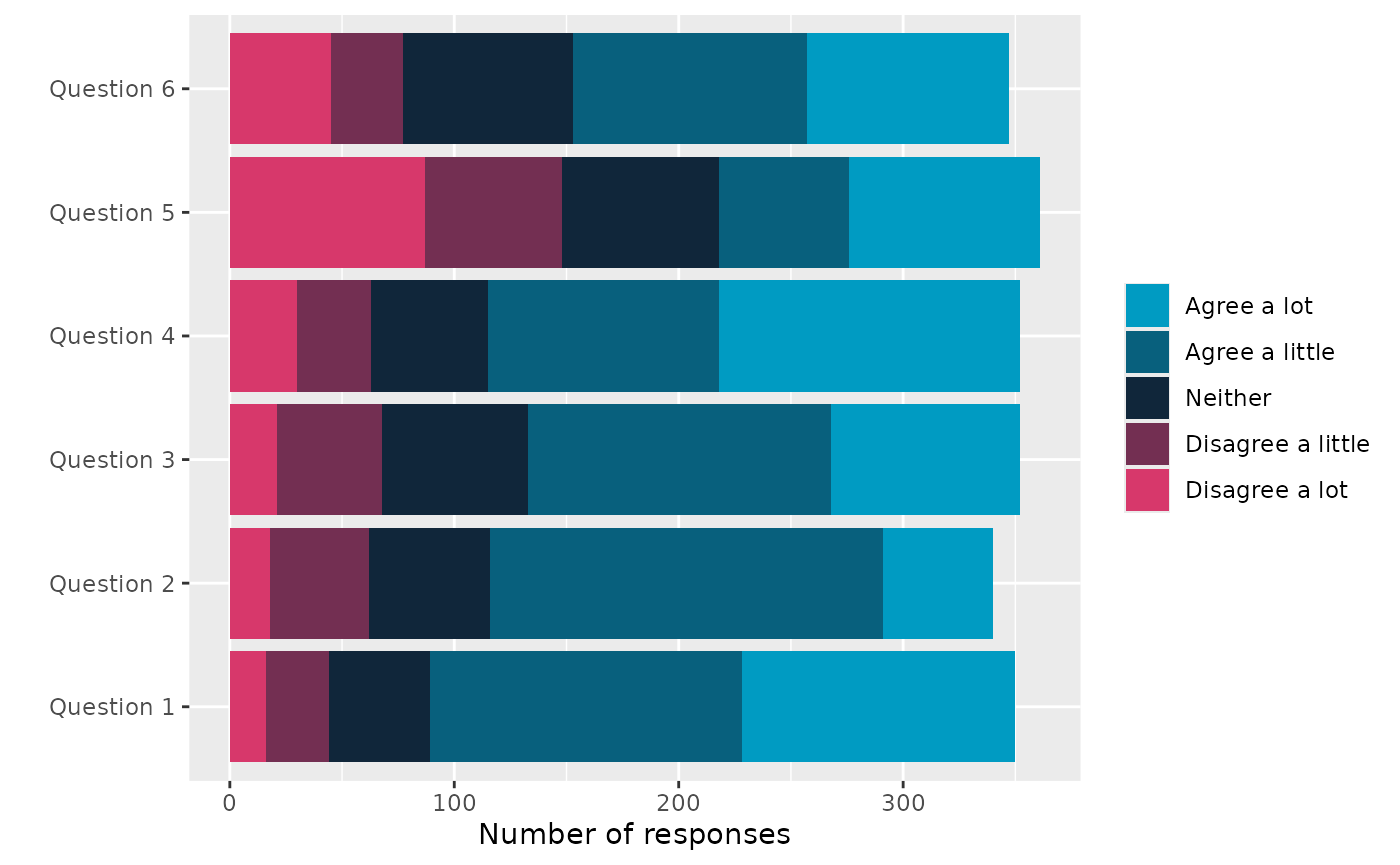 Question 6
Question 5
Question 4
Question 3
Question 2
Question 1
0 100 200 300
Number of responses
Agree a lot
Agree a little
Neither
Disagree a little
Disagree a lot